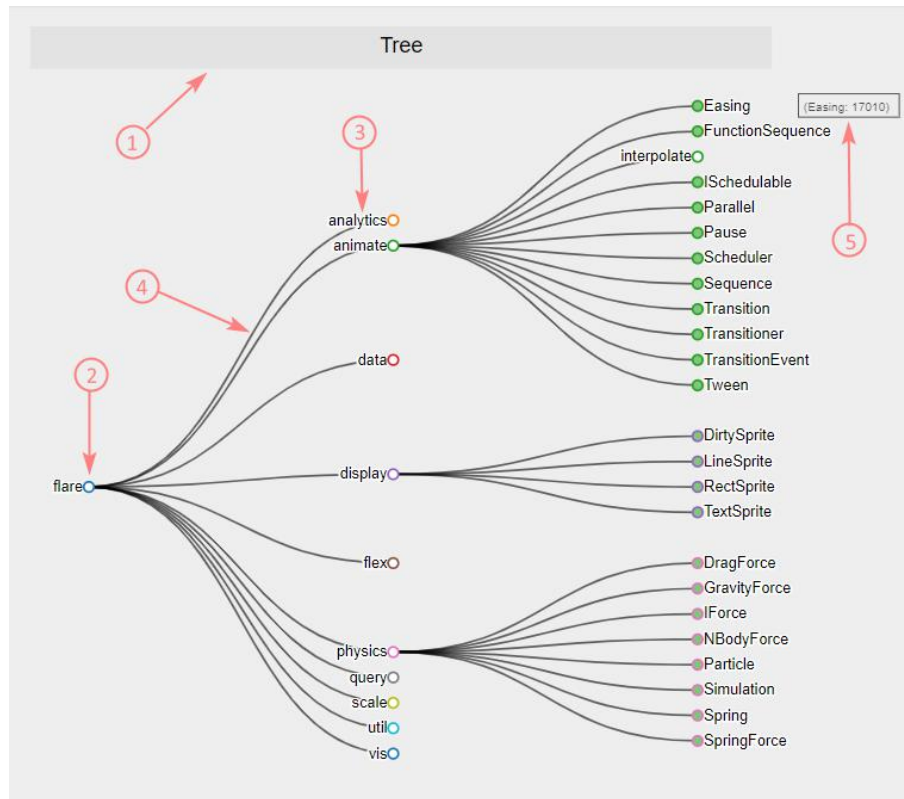 Tree
1
3
Easing
(Easing: 17010)
FunctionSequence
interpolate
ISchedulable
Parallel
analytics
Pause
5
animate
Scheduler
4
Sequence
Transition
Transitioner
data
TransitionEvent
2
Tween
DirtySprite
LineSprite
display
flare
RectSprite
TextSprite
flex
DragForce
GravityForce
IForce
NBodyForce
physics
Particle
query
Simulation
scale
Spring
util
SpringForce
vis